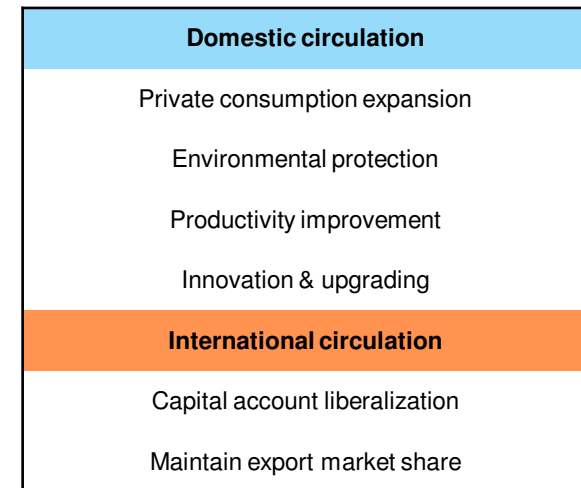 Domestic circulation
Private consumption expansion
Environmental protection
Productivity improvement
Innovation & upgrading
International circulation
Capital account liberalization
Maintain export market share